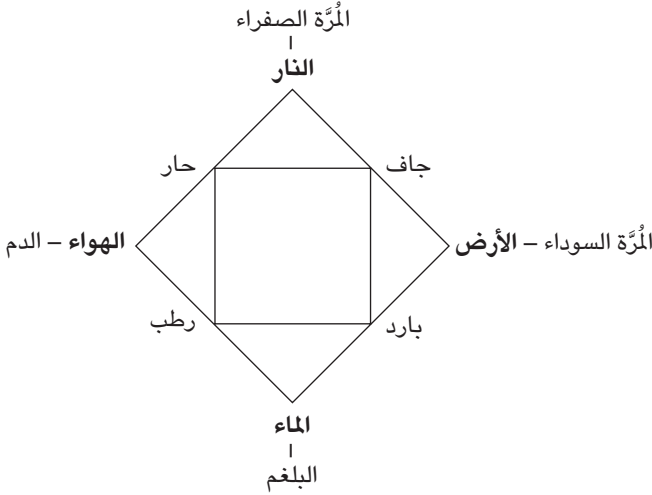 المُرَّة الصفراء
النار
جاف
حار
المُرَّة السوداء – الأرض
الهواء – الدم
بارد
رطب
الماء
البلغم